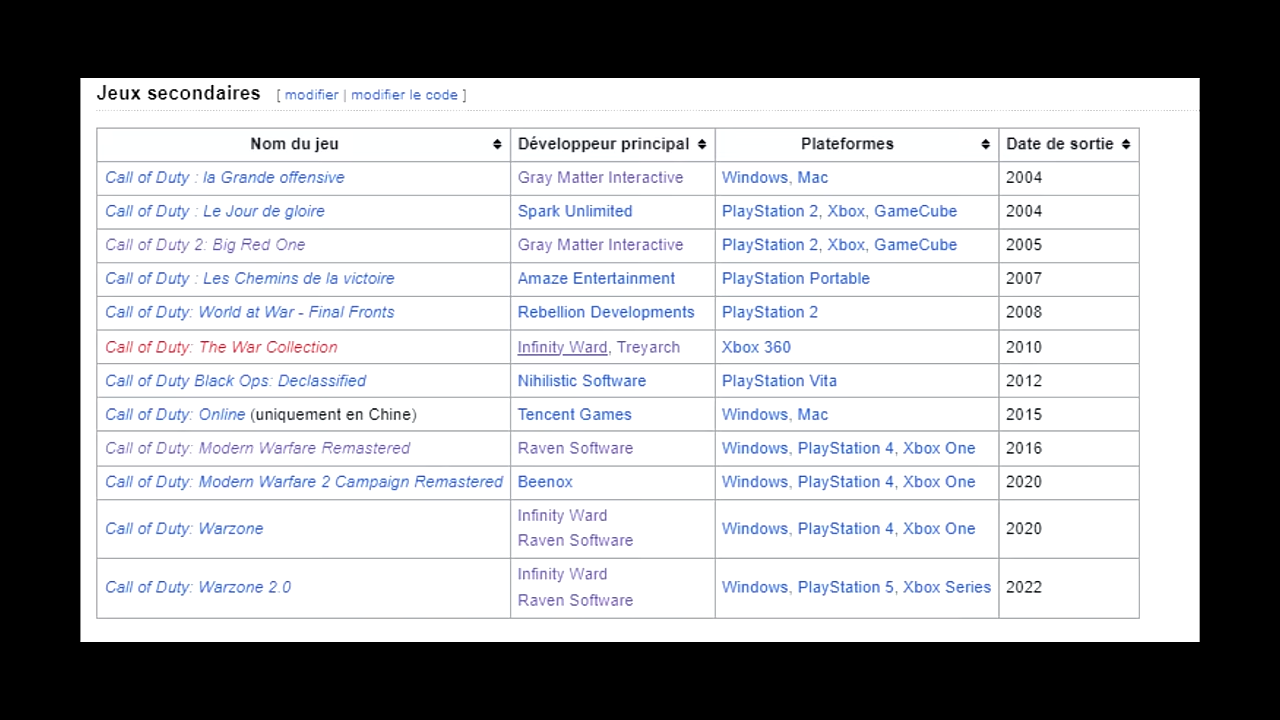 Jeux secondaires [ modifier | modifier le code ]
Nom du jeu Développeur principal Plateformes Date de sortie
Call of Duty : la Grande offensive Gray Matter Interactive Windows, Mac 2004
Call of Duty : Le Jour de gloire Spark Unlimited PlayStation 2, Xbox, GameCube 2004
Call of Duty 2: Big Red One Gray Matter Interactive PlayStation 2, Xbox, GameCube 2005
Call of Duty : Les Chemins de la victoire Amaze Entertainment PlayStation Portable 2007
Call of Duty: World at War - Final Fronts Rebellion Developments PlayStation 2 2008
Call of Duty: The War Collection Infinity Ward, Treyarch Xbox 360 2010
Call of Duty Black Ops: Declassified Nihilistic Software PlayStation Vita 2012
Call of Duty: Online (uniquement en Chine) Tencent Games Windows, Mac 2015
Call of Duty: Modern Warfare Remastered Raven Software Windows, PlayStation 4, Xbox One 2016
Call of Duty: Modern Warfare 2 Campaign Remastered Beenox Windows, PlayStation 4, Xbox One 2020
Call of Duty: Warzone Infinity Ward Windows, PlayStation 4, Xbox One 2020
Raven Software
Call of Duty: Warzone 2.0 Infinity Ward Windows, PlayStation 5, Xbox Series 2022
Raven Software